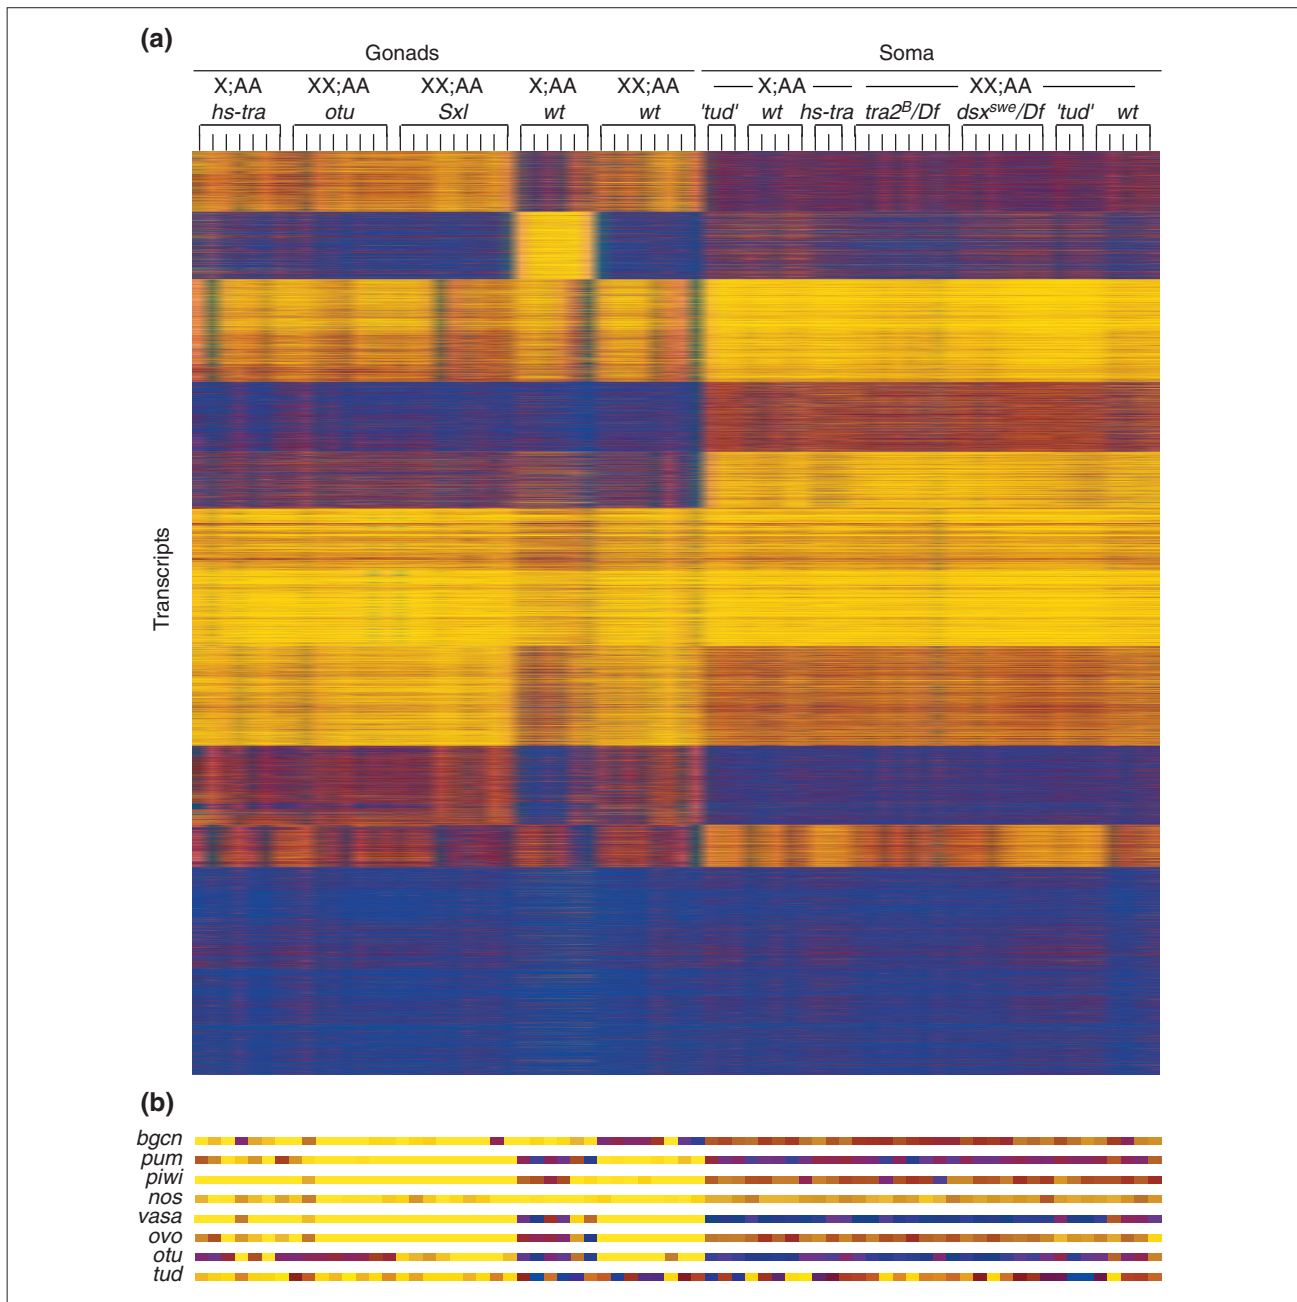 (a)
Gonads Soma
X;AA XX;AA XX;AA X;AA XX;AA X;AA XX;AA
hs-tra otu Sxl wt wt 'tud' wt hs-tra tra2ᴮ/Df dsxˢʷᵉ/Df 'tud' wt
Transcripts
(b)
bgcn
pum
piwi
nos
vasa
ovo
otu
tud